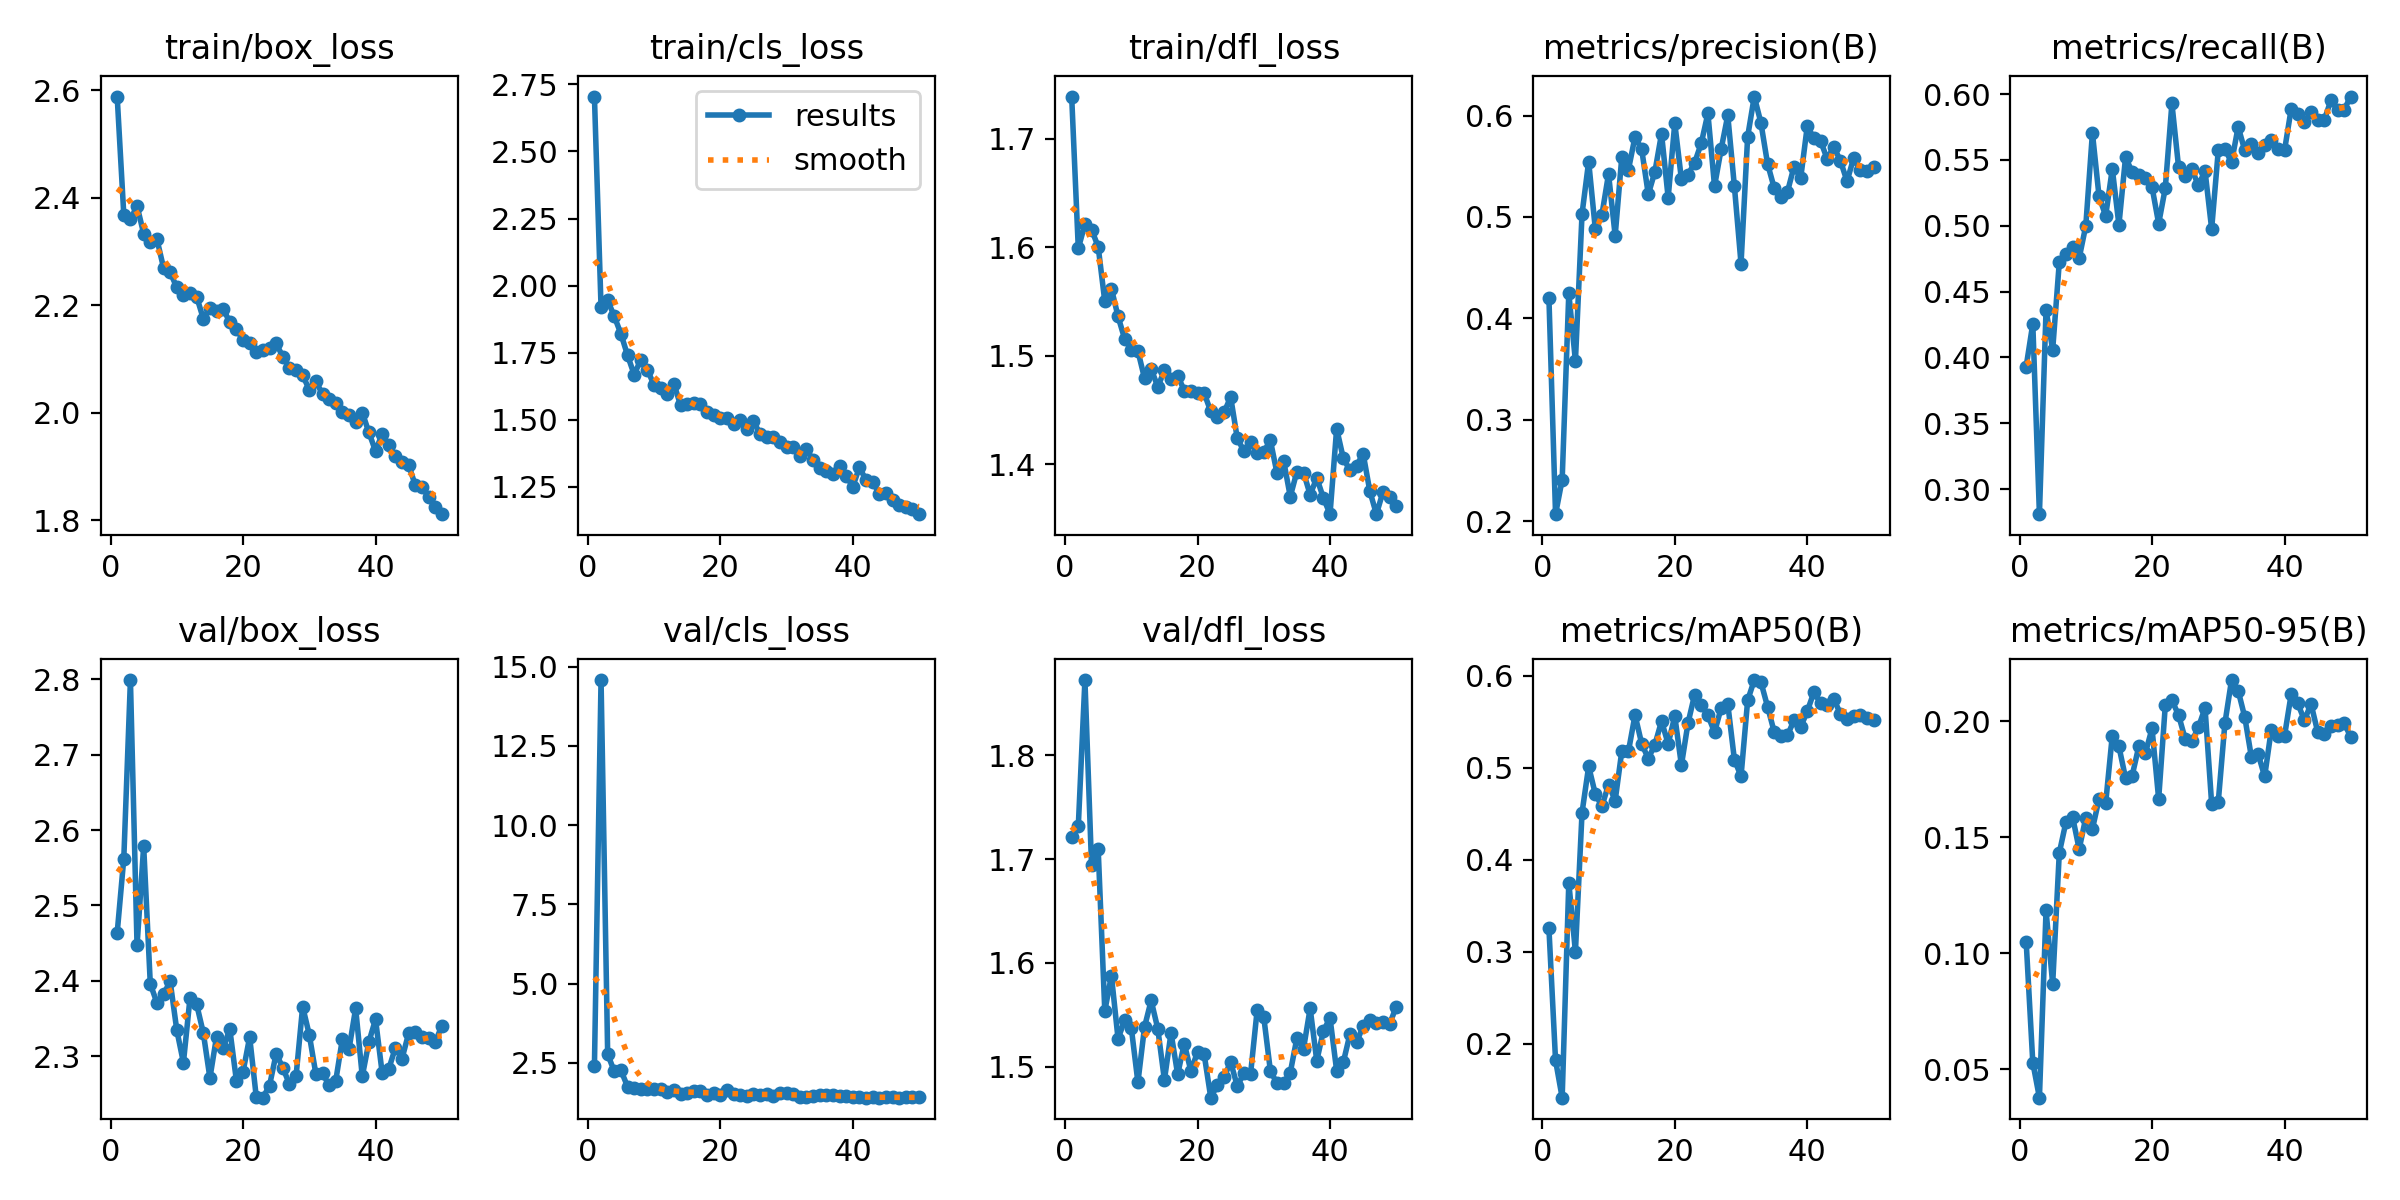 train/box_loss
2.6
2.4
2.2
2.0
1.8
0 20 40
train/cls_loss
results
smooth
2.75
2.50
2.25
2.00
1.75
1.50
1.25
0 20 40
train/dfl_loss
1.7
1.6
1.5
1.4
0 20 40
metrics/precision(B)
0.6
0.5
0.4
0.3
0.2
0 20 40
metrics/recall(B)
0.60
0.55
0.50
0.45
0.40
0.35
0.30
0 20 40
val/box_loss
2.8
2.7
2.6
2.5
2.4
2.3
0 20 40
val/cls_loss
15.0
12.5
10.0
7.5
5.0
2.5
0 20 40
val/dfl_loss
1.8
1.7
1.6
1.5
0 20 40
metrics/mAP50(B)
0.6
0.5
0.4
0.3
0.2
0 20 40
metrics/mAP50-95(B)
0.20
0.15
0.10
0.05
0 20 40